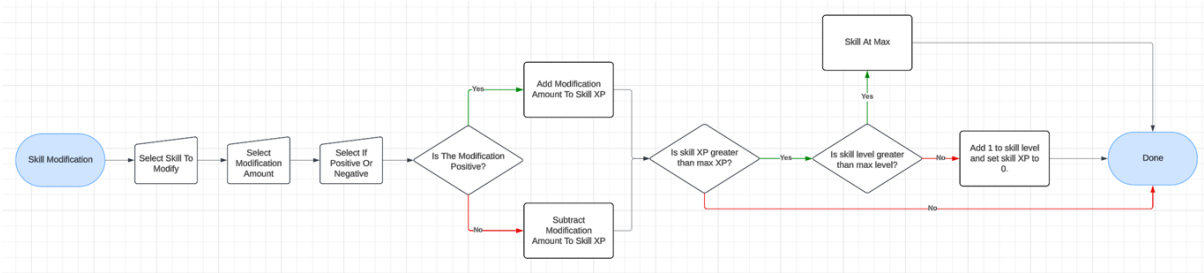 Skill Modification
Select Skill To
Modify
Select
Modification
Amount
Select If
Positive Or
Negative
Is The Modification
Positive?
Yes
Add Modification
Amount To Skill XP
No
Subtract
Modification
Amount To Skill XP
Is skill XP greater
than max XP?
Yes
Is skill level greater
than max level?
Yes
Skill At Max
No
Add 1 to skill level
and set skill XP to
0.
No
Done